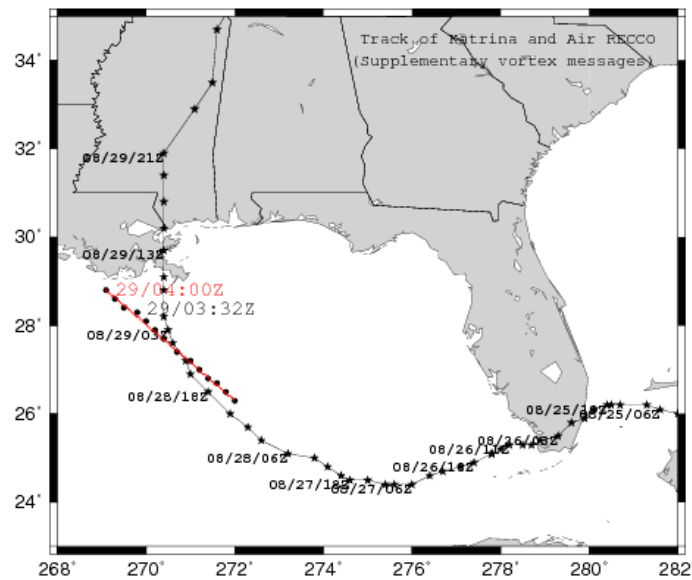 Track of Katrina and Air RECCO
(Supplementary vortex messages)
34°
32°
30°
28°
26°
24°
08/29/21Z
08/29/13Z
29/04:00Z
29/03:32Z
08/29/03Z
08/28/18Z
08/28/06Z
08/27/18Z
08/27/06Z
08/26/18Z
08/26/11Z
08/26/03Z
08/25/18Z
08/25/06Z
268°
270°
272°
274°
276°
278°
280°
282°